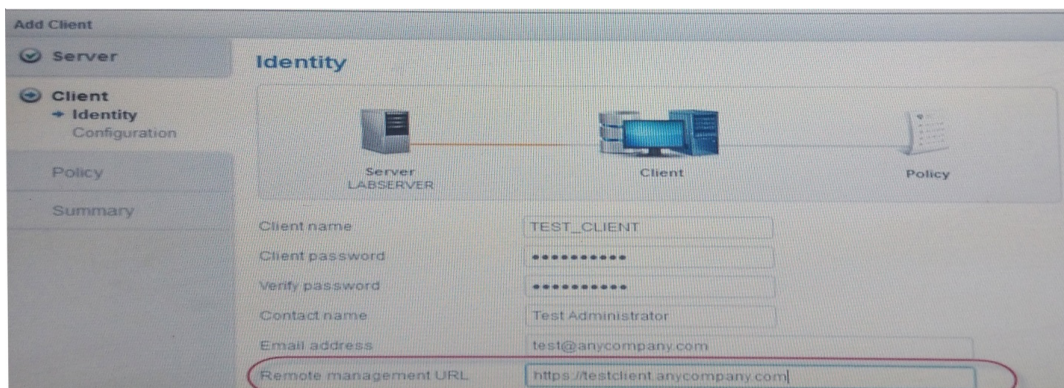 Add Client
Server
Client
Identity
Configuration
Policy
Summary
Identity
Server
LABSERVER
Client
Policy
Client name TEST_CLIENT
Client password ••••••••••
Verify password ••••••••••
Contact name Test Administrator
Email address test@anycompany.com
Remote management URL https://testclient.anycompany.com